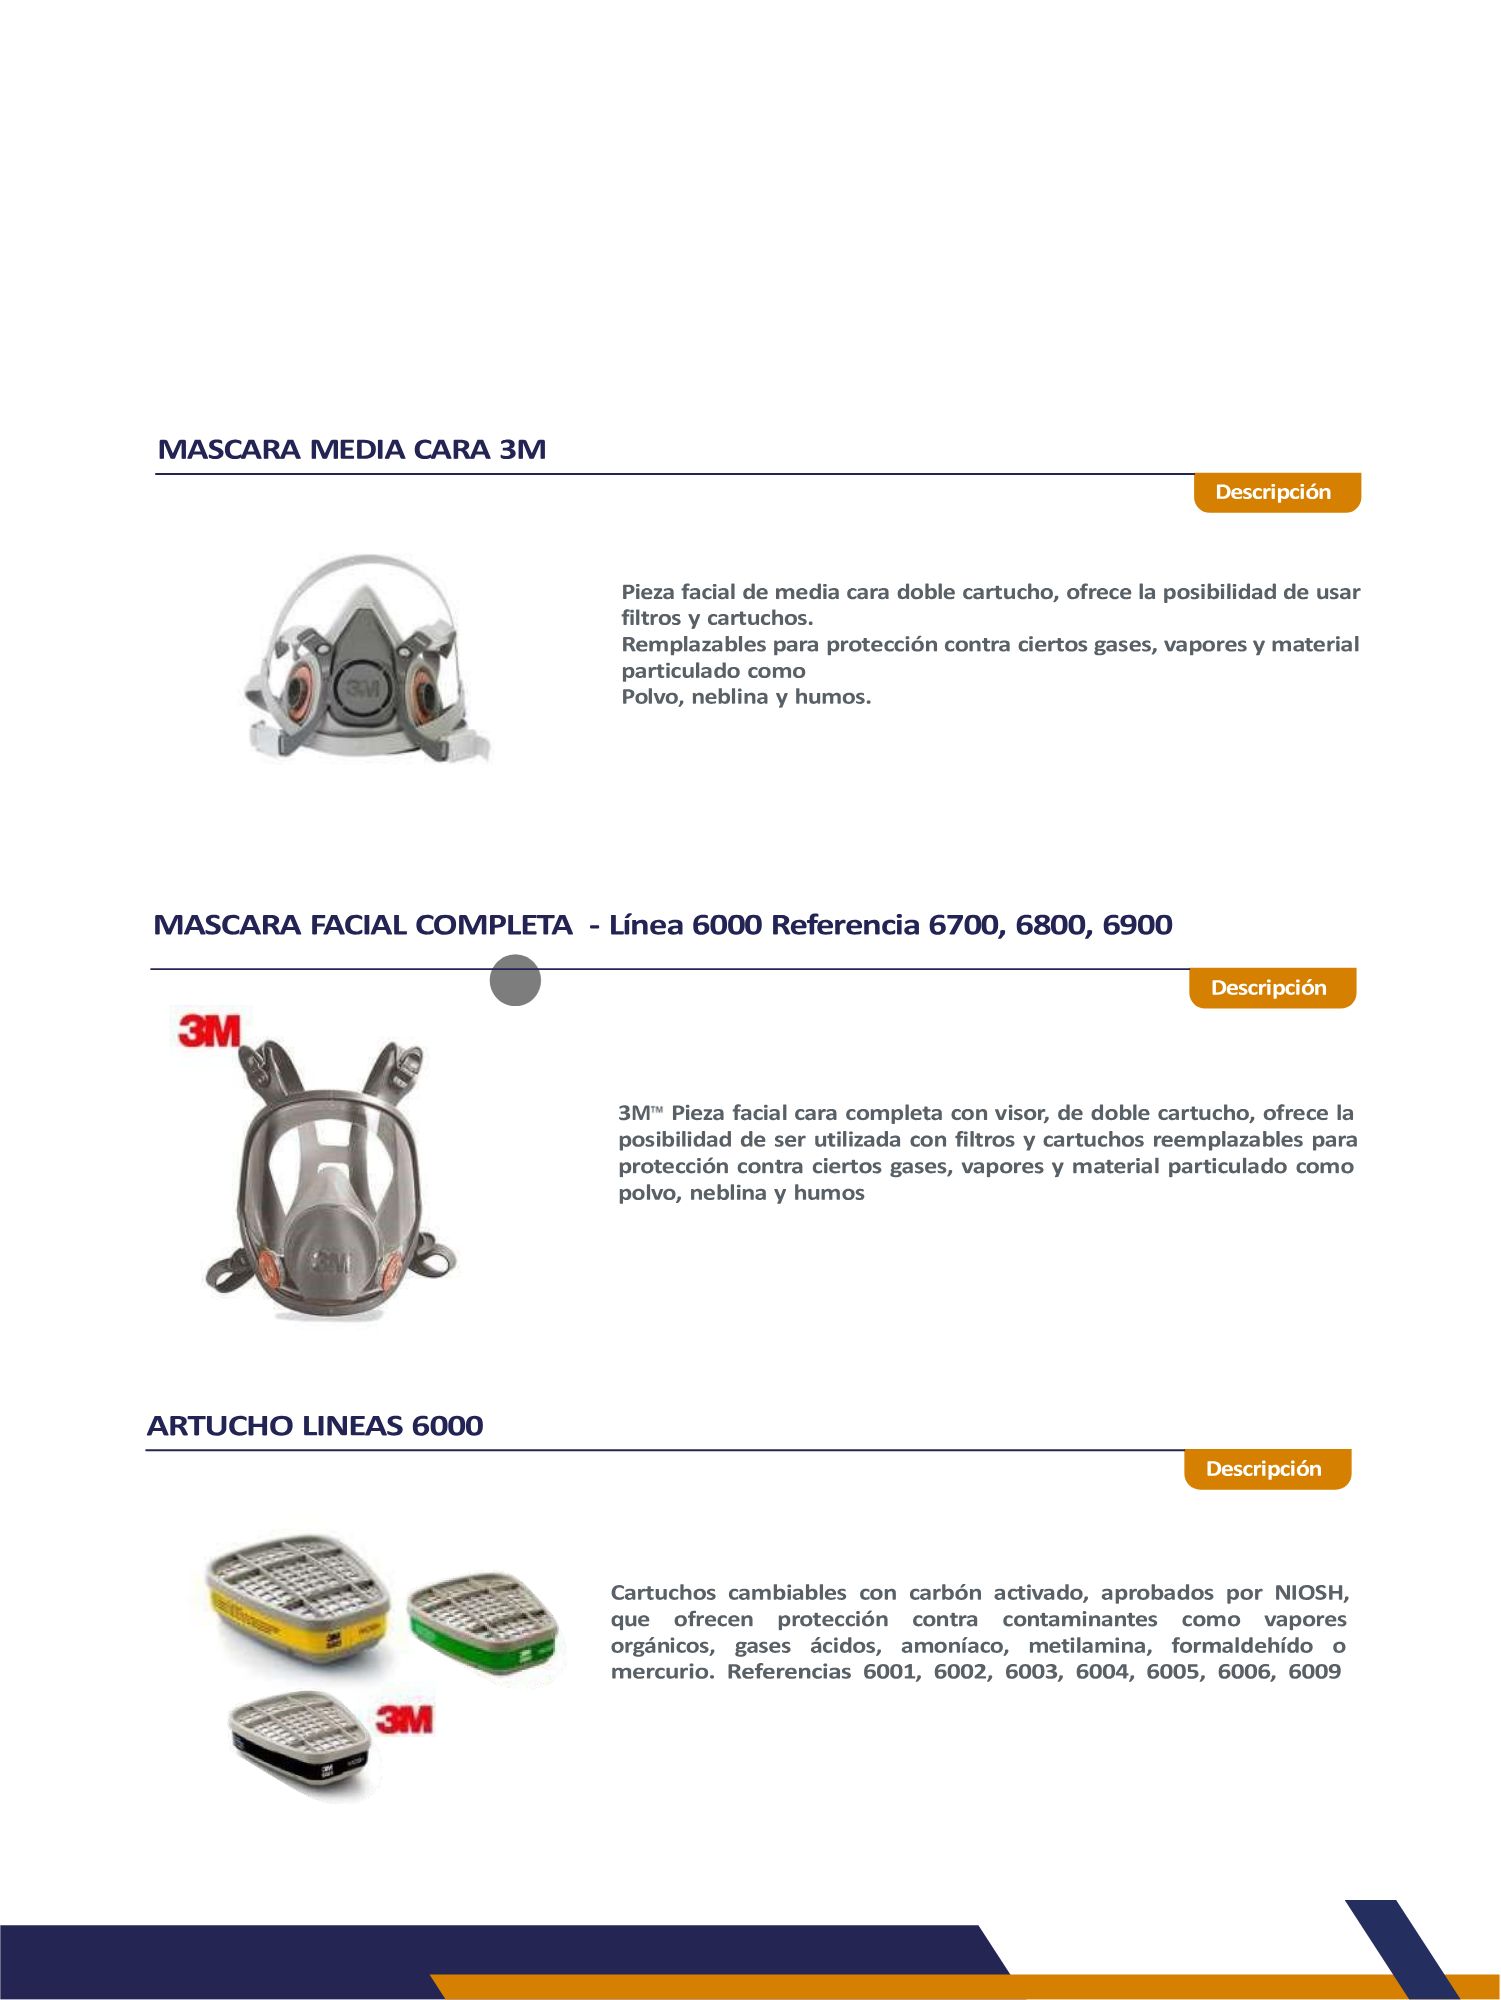 MASCARA MEDIA CARA 3M
Descripción
Pieza facial de media cara doble cartucho, ofrece la posibilidad de usar
filtros y cartuchos.
Remplazables para protección contra ciertos gases, vapores y material
particulado como
Polvo, neblina y humos.
3M
MASCARA FACIAL COMPLETA - Línea 6000 Referencia 6700, 6800, 6900
Descripción
3M
3M™ Pieza facial cara completa con visor, de doble cartucho, ofrece la
posibilidad de ser utilizada con filtros y cartuchos reemplazables para
protección contra ciertos gases, vapores y material particulado como
polvo, neblina y humos
3M
ARTUCHO LINEAS 6000
Descripción
Cartuchos cambiables con carbón activado, aprobados por NIOSH,
que ofrecen protección contra contaminantes como vapores
orgánicos, gases ácidos, amoníaco, metilamina, formaldehído o
mercurio. Referencias 6001, 6002, 6003, 6004, 6005, 6006, 6009
3M
3M
3M